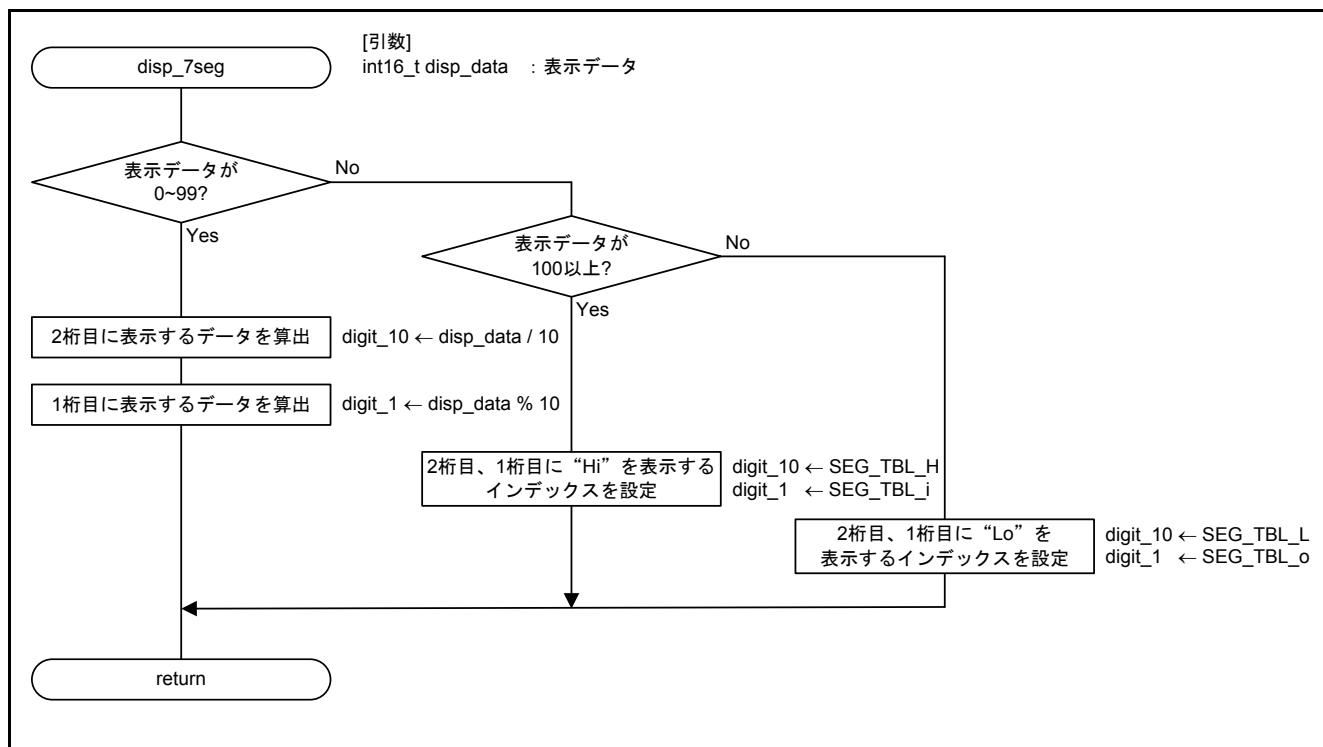 [引数]
disp_7seg
int16_t disp_data : 表示データ
表示データが
0~99?
No
Yes
表示データが
100以上?
No
Yes
2桁目に表示するデータを算出
digit_10 ← disp_data / 10
1桁目に表示するデータを算出
digit_1 ← disp_data % 10
2桁目、1桁目に“Hi”を表示する
インデックスを設定
digit_10 ← SEG_TBL_H
digit_1 ← SEG_TBL_i
2桁目、1桁目に“Lo”を
表示するインデックスを設定
digit_10 ← SEG_TBL_L
digit_1 ← SEG_TBL_o
return